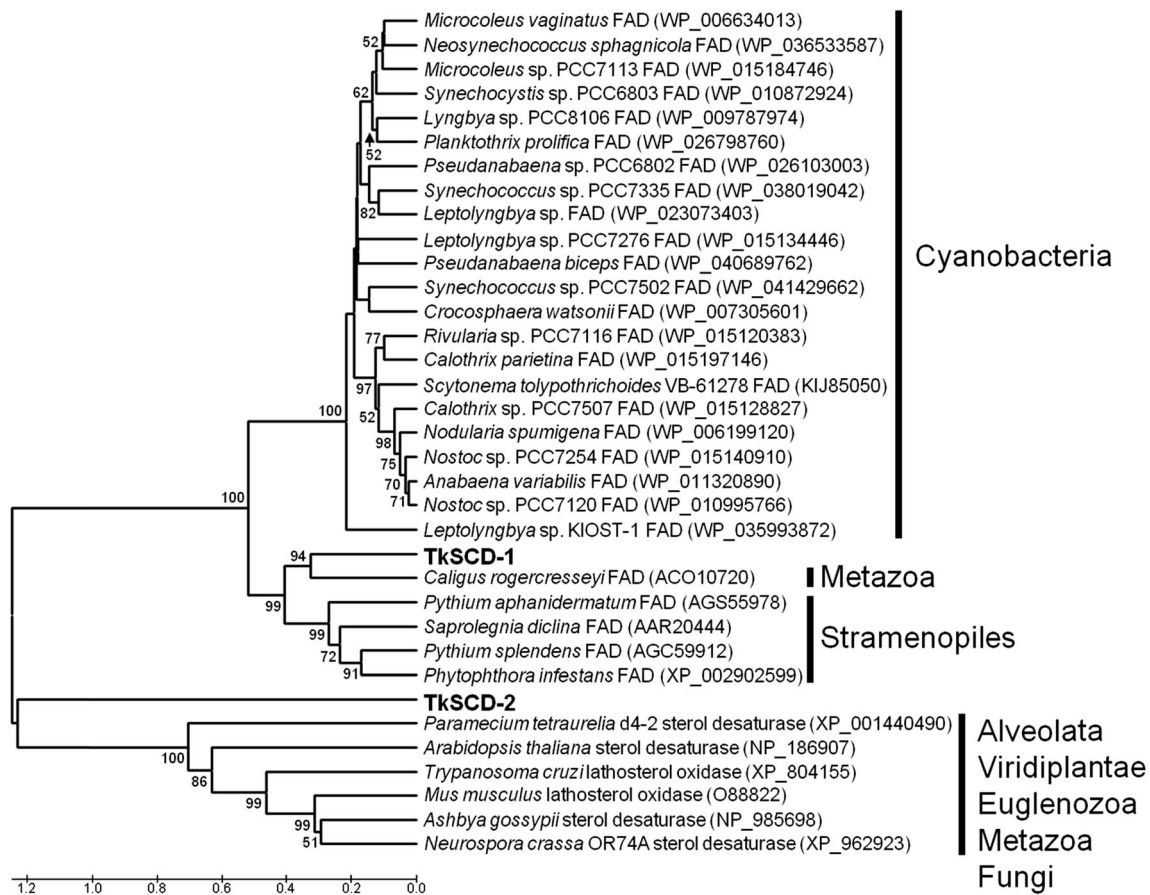 Microcoleus vaginatus FAD (WP_006634013)
52
Neosynechococcus sphagnicola FAD (WP_036533587)
Microcoleus sp. PCC7113 FAD (WP_015184746)
62
Synechocystis sp. PCC6803 FAD (WP_010872924)
Lyngbya sp. PCC8106 FAD (WP_009787974)
Planktothrix prolifica FAD (WP_026798760)
52
Pseudanabaena sp. PCC6802 FAD (WP_026103003)
Synechococcus sp. PCC7335 FAD (WP_038019042)
82
Leptolyngbya sp. FAD (WP_023073403)
Leptolyngbya sp. PCC7276 FAD (WP_015134446)
Cyanobacteria
Pseudanabaena biceps FAD (WP_040689762)
Synechococcus sp. PCC7502 FAD (WP_041429662)
Crocosphaera watsonii FAD (WP_007305601)
77
Rivularia sp. PCC7116 FAD (WP_015120383)
Calothrix parietina FAD (WP_015197146)
97
Scytonema tolypothrichoides VB-61278 FAD (KIJ85050)
100
52
Calothrix sp. PCC7507 FAD (WP_015128827)
98
Nodularia spumigena FAD (WP_006199120)
75
Nostoc sp. PCC7254 FAD (WP_015140910)
70
Anabaena variabilis FAD (WP_011320890)
100
71
Nostoc sp. PCC7120 FAD (WP_010995766)
Leptolyngbya sp. KIOST-1 FAD (WP_035993872)
94
TkSCD-1
Caligus rogercresseyi FAD (ACO10720)
Metazoa
99
Pythium aphanidermatum FAD (AGS55978)
99
Saprolegnia diclina FAD (AAR20444)
Stramenopiles
72
Pythium splendens FAD (AGC59912)
91
Phytophthora infestans FAD (XP_002902599)
TkSCD-2
Paramecium tetraurelia d4-2 sterol desaturase (XP_001440490)
100
Arabidopsis thaliana sterol desaturase (NP_186907)
86
Trypanosoma cruzi lathosterol oxidase (XP_804155)
99
Mus musculus lathosterol oxidase (O88822)
99
Ashbya gossypii sterol desaturase (NP_985698)
51
Neurospora crassa OR74A sterol desaturase (XP_962923)
Alveolata
Viridiplantae
Euglenozoa
Metazoa
Fungi
1.2 1.0 0.8 0.6 0.4 0.2 0.0